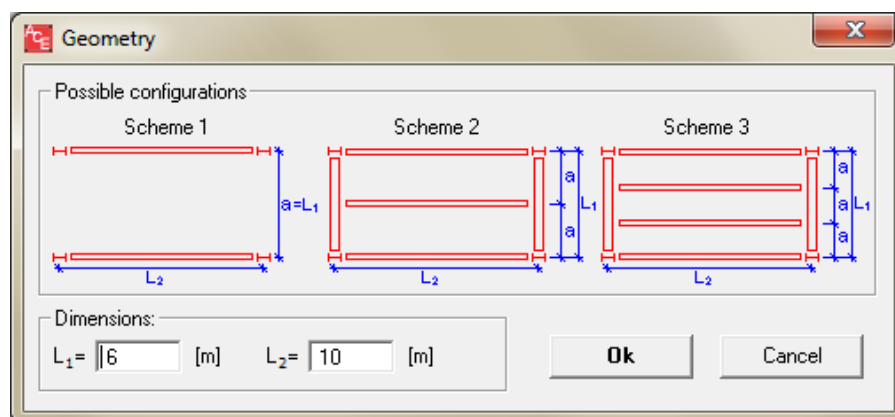 ACE Geometry
Possible configurations
Scheme 1 Scheme 2 Scheme 3
a=L₁ a a L₁ a a a L₁
L₂ L₂ L₂
Dimensions:
L₁= 6 [m] L₂= 10 [m] Ok Cancel